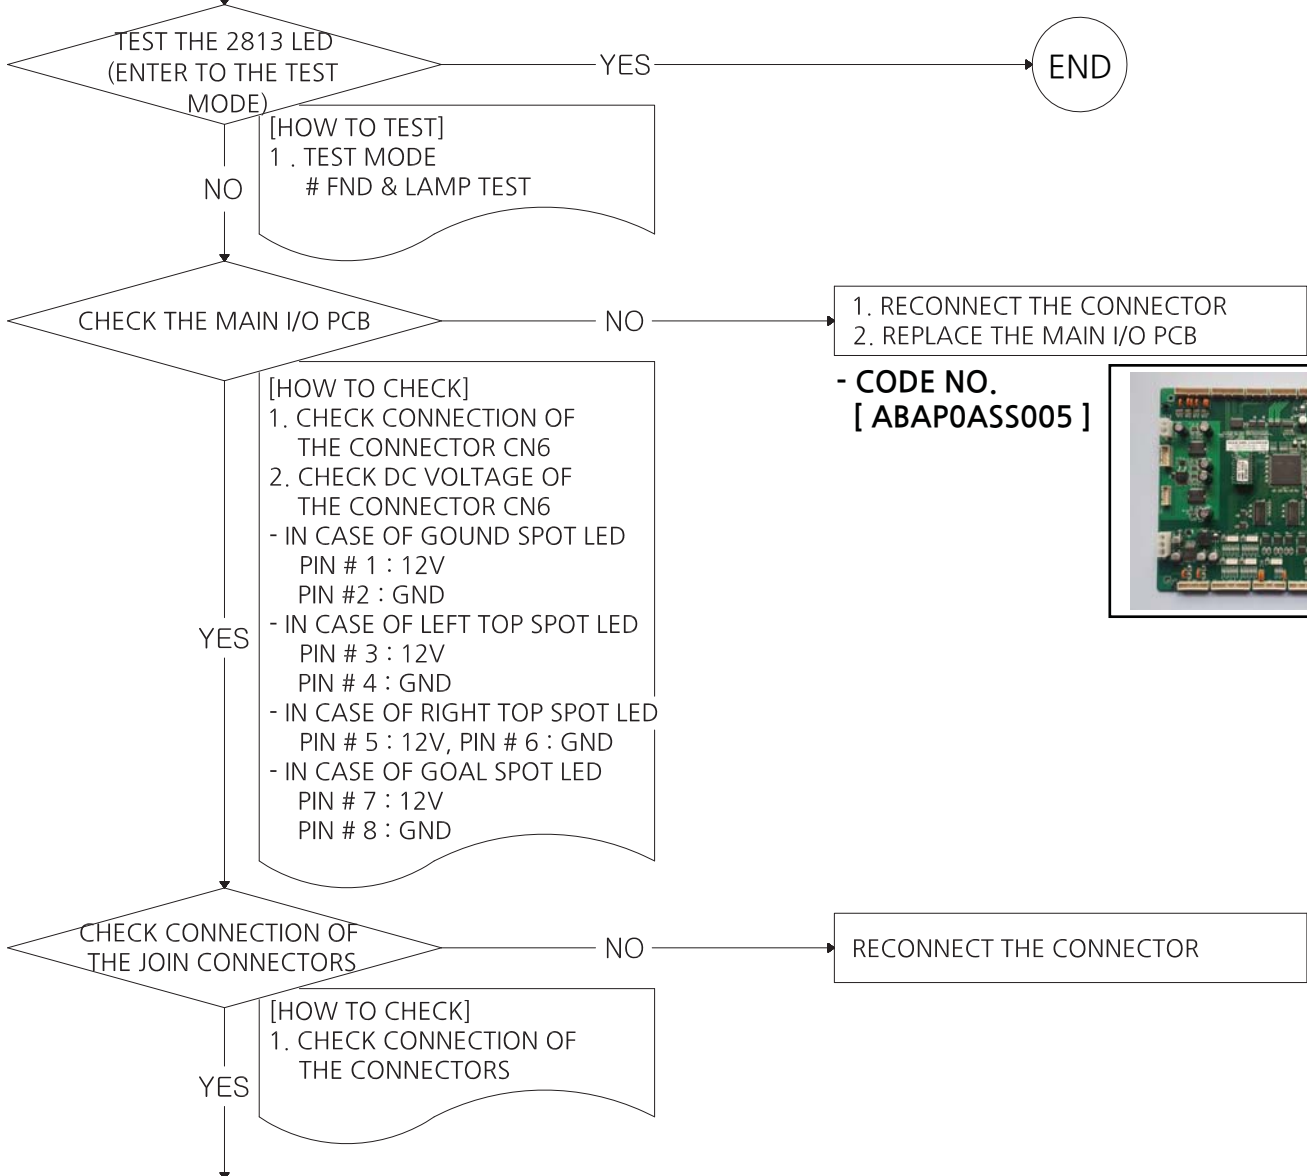 TEST THE 2813 LED
(ENTER TO THE TEST
MODE)
YES
END
[HOW TO TEST]
1 . TEST MODE
# FND & LAMP TEST
NO
CHECK THE MAIN I/O PCB
NO
1. RECONNECT THE CONNECTOR
2. REPLACE THE MAIN I/O PCB
- CODE NO.
[ ABAP0ASS005 ]
[HOW TO CHECK]
1. CHECK CONNECTION OF
THE CONNECTOR CN6
2. CHECK DC VOLTAGE OF
THE CONNECTOR CN6
- IN CASE OF GOUND SPOT LED
PIN # 1 : 12V
PIN #2 : GND
- IN CASE OF LEFT TOP SPOT LED
PIN # 3 : 12V
PIN # 4 : GND
- IN CASE OF RIGHT TOP SPOT LED
PIN # 5 : 12V, PIN # 6 : GND
- IN CASE OF GOAL SPOT LED
PIN # 7 : 12V
PIN # 8 : GND
YES
CHECK CONNECTION OF
THE JOIN CONNECTORS
NO
RECONNECT THE CONNECTOR
[HOW TO CHECK]
1. CHECK CONNECTION OF
THE CONNECTORS
YES